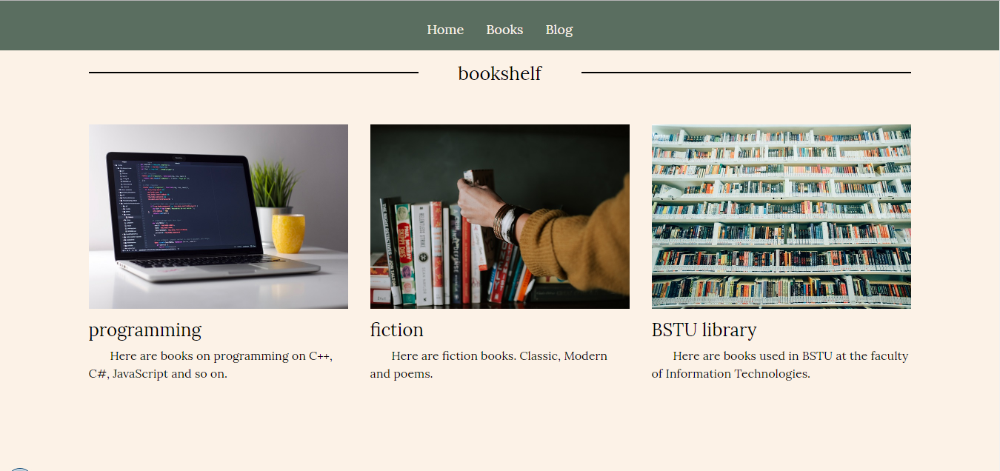 Home Books Blog
bookshelf
programming
Here are books on programming on C++,
C#, JavaScript and so on.
fiction
Here are fiction books. Classic, Modern
and poems.
BSTU library
Here are books used in BSTU at the faculty
of Information Technologies.